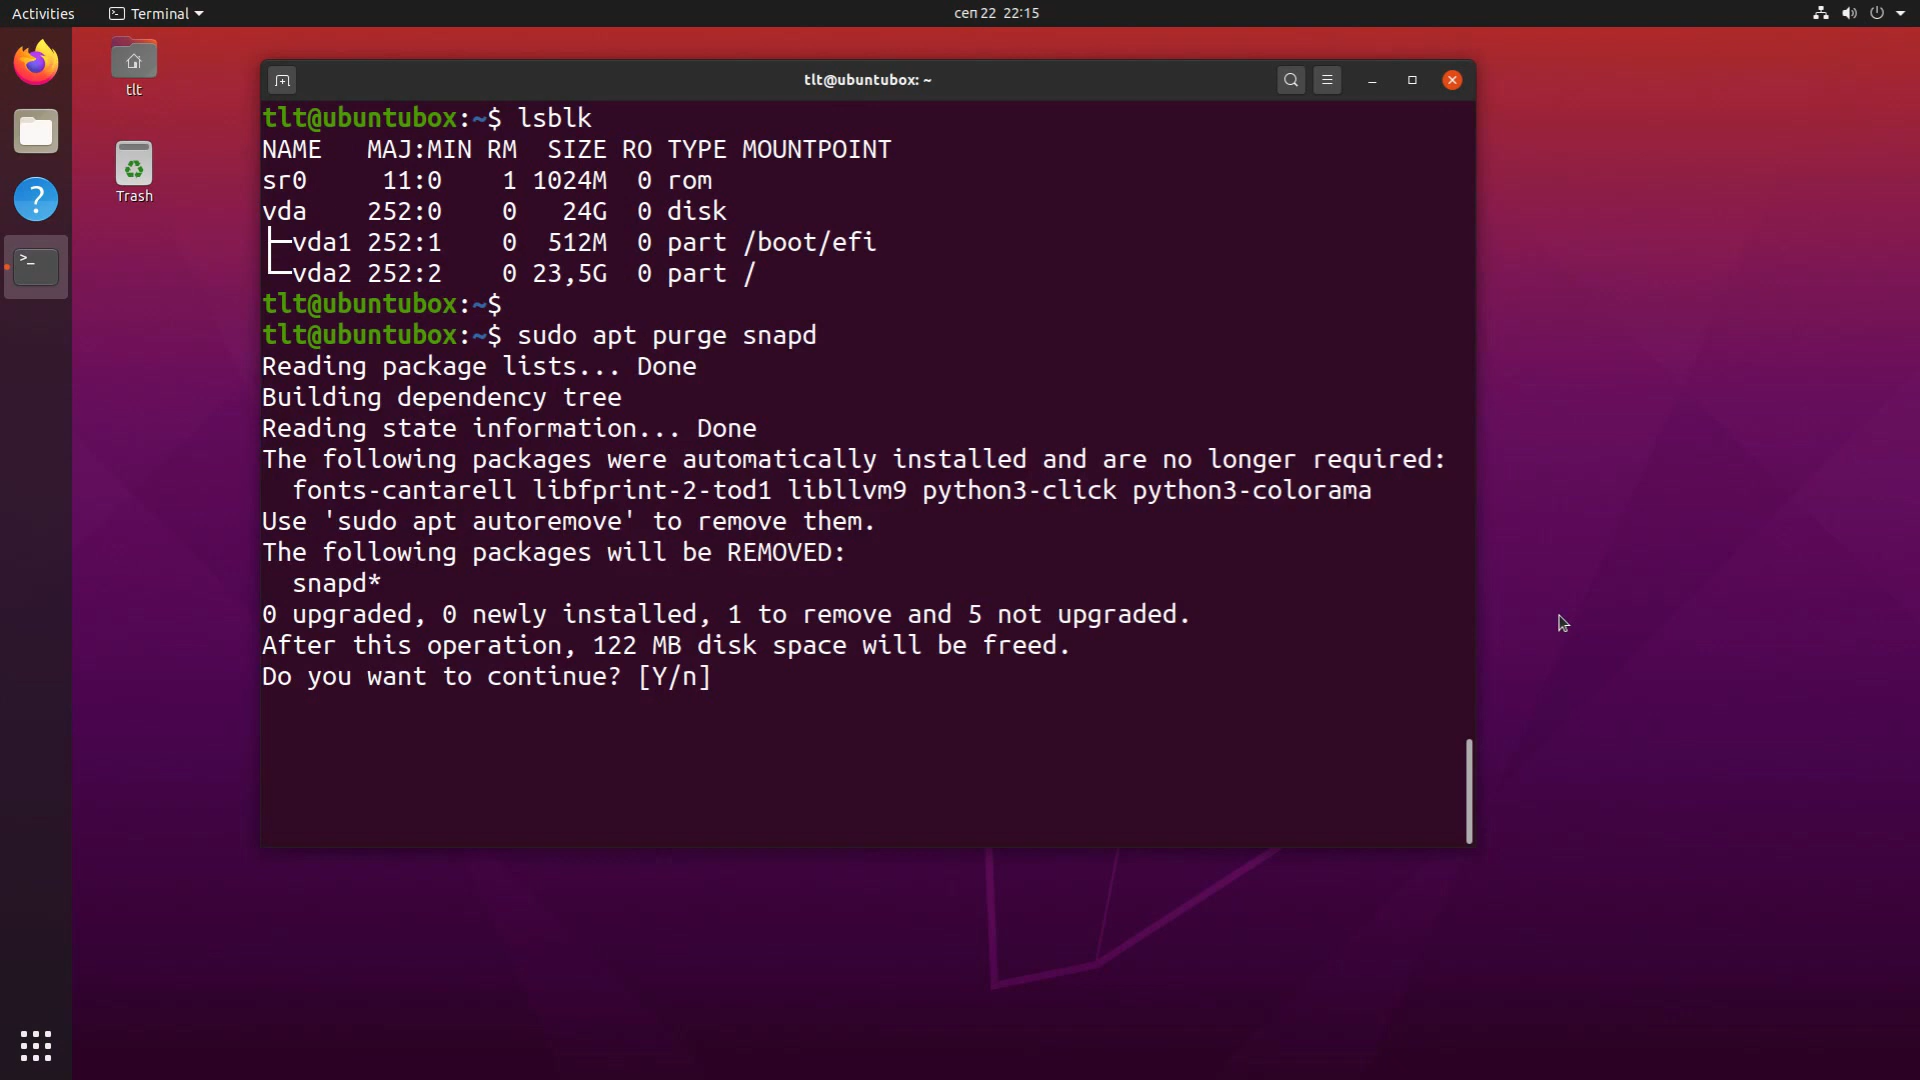 Activities
Terminal
сеп 22 22:15
tlt
Trash
tlt@ubuntubox: ~
tlt@ubuntubox:~$ lsblk
NAME   MAJ:MIN RM   SIZE RO TYPE MOUNTPOINT
sr0     11:0    1 1024M  0 rom
vda    252:0    0   24G  0 disk
├─vda1 252:1    0  512M  0 part /boot/efi
└─vda2 252:2    0 23,5G  0 part /
tlt@ubuntubox:~$
tlt@ubuntubox:~$ sudo apt purge snapd
Reading package lists... Done
Building dependency tree
Reading state information... Done
The following packages were automatically installed and are no longer required:
  fonts-cantarell libfprint-2-tod1 libllvm9 python3-click python3-colorama
Use 'sudo apt autoremove' to remove them.
The following packages will be REMOVED:
  snapd*
0 upgraded, 0 newly installed, 1 to remove and 5 not upgraded.
After this operation, 122 MB disk space will be freed.
Do you want to continue? [Y/n]